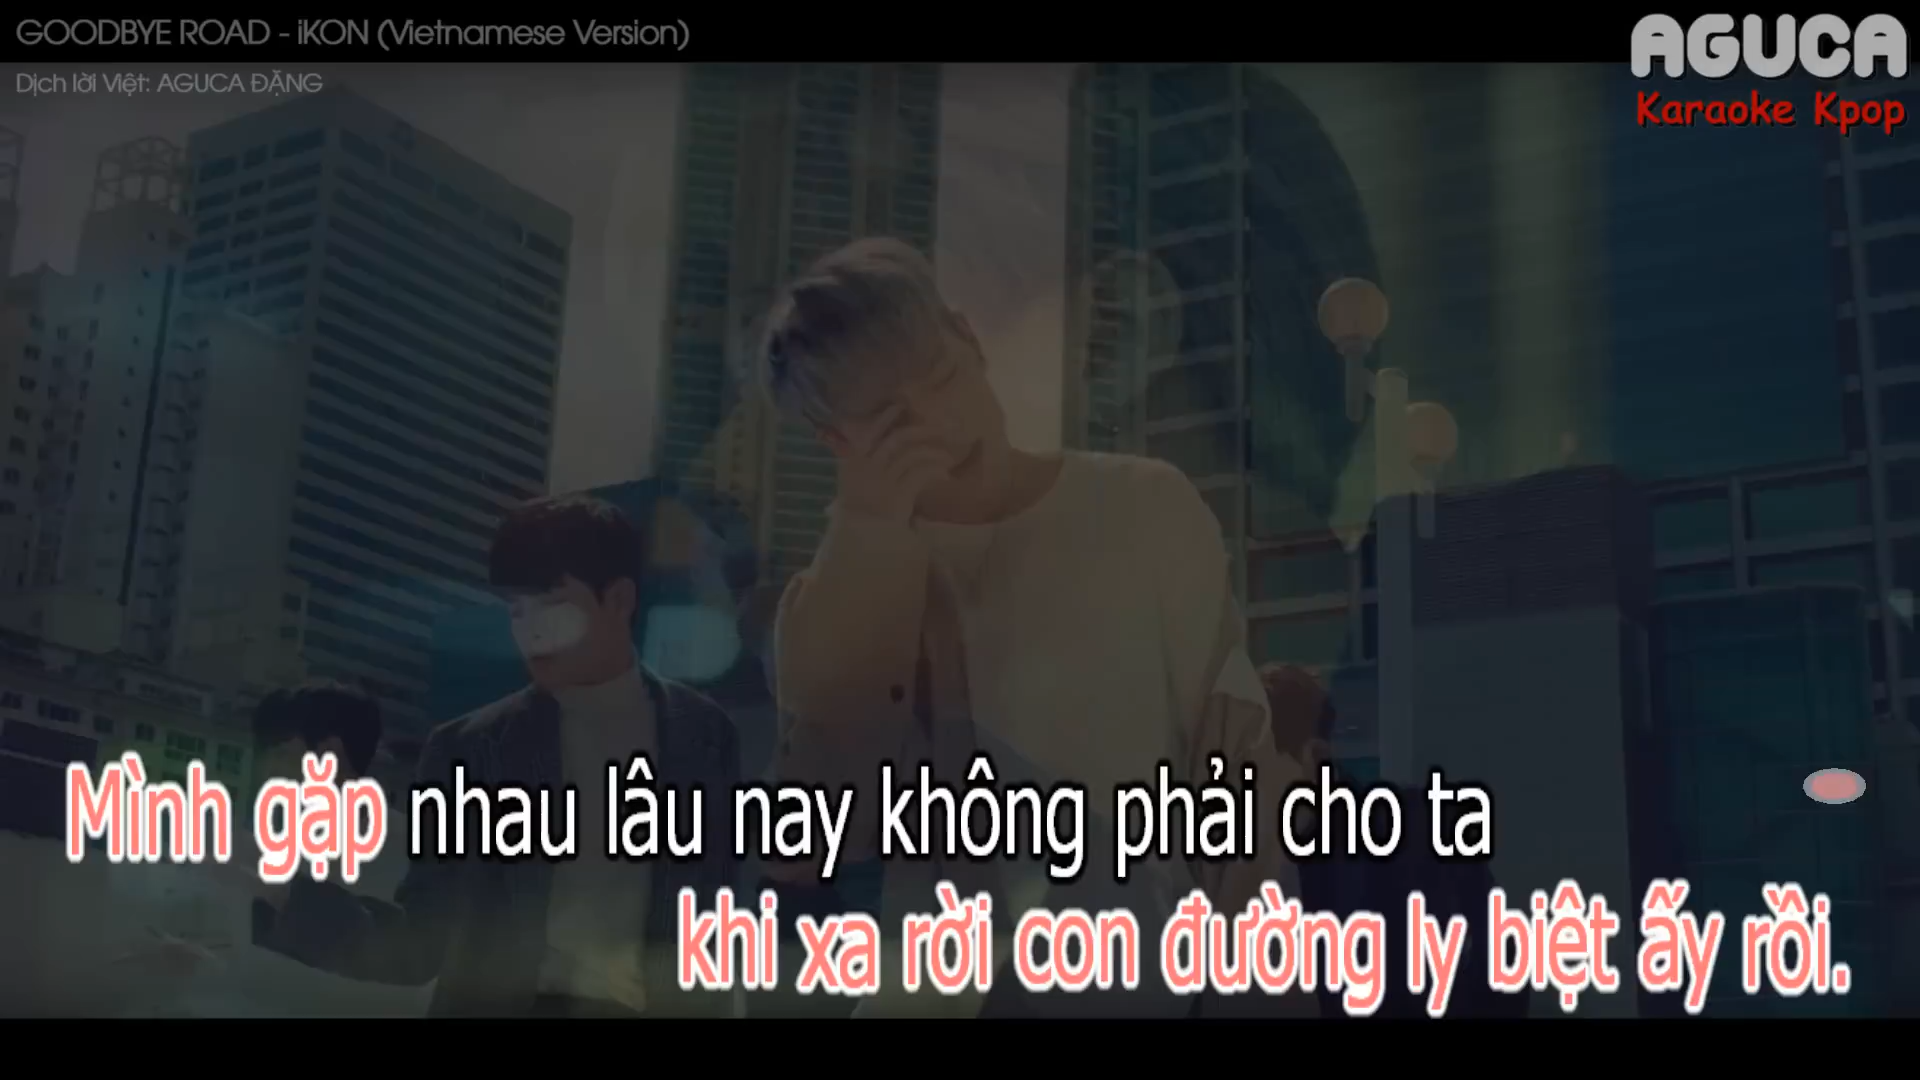 GOODBYE ROAD - iKON (Vietnamese Version)
Dịch lời Việt: AGUCA ĐẶNG
AGUCA
Karaoke Kpop
Mình gặp nhau lâu nay không phải cho ta
khi xa rời con đường ly biệt ấy rồi.